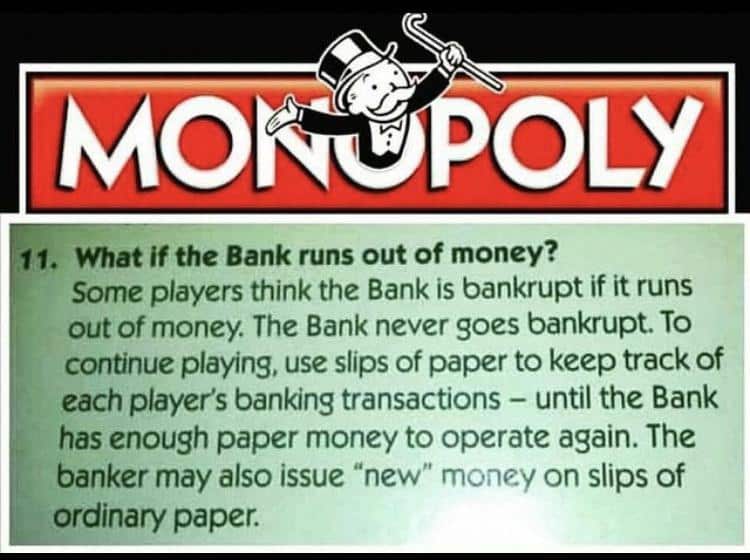 MONOPOLY
11. What if the Bank runs out of money?
Some players think the Bank is bankrupt if it runs
out of money. The Bank never goes bankrupt. To
continue playing, use slips of paper to keep track of
each player's banking transactions – until the Bank
has enough paper money to operate again. The
banker may also issue “new” money on slips of
ordinary paper.